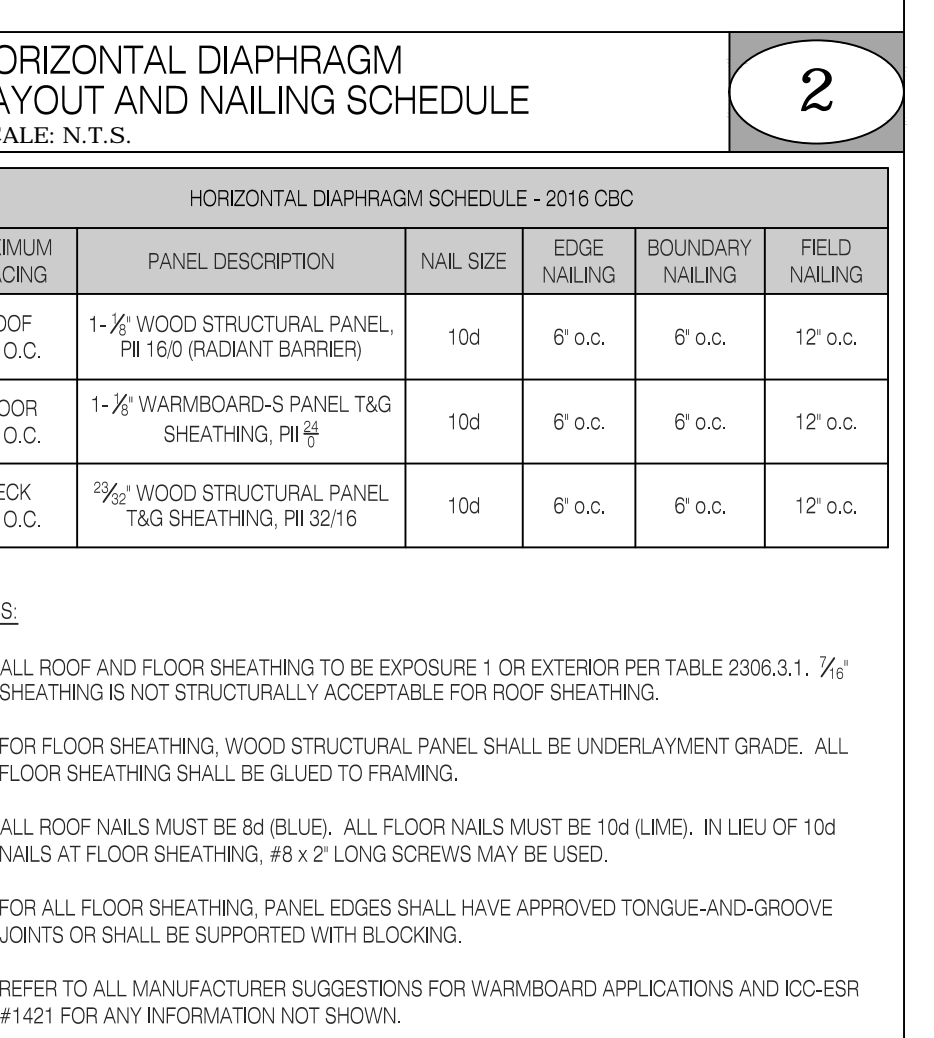 ORIZONTAL DIAPHRAGM
AYOUT AND NAILING SCHEDULE
CALE: N.T.S.
2
HORIZONTAL DIAPHRAGM SCHEDULE - 2016 CBC
IMUM
CING
PANEL DESCRIPTION
NAIL SIZE
EDGE
NAILING
BOUNDARY
NAILING
FIELD
NAILING
OOF
O.C.
1-1/8" WOOD STRUCTURAL PANEL,
PII 16/0 (RADIANT BARRIER)
10d
6" o.c.
6" o.c.
12" o.c.
OOR
O.C.
1-1/8" WARMBOARD-S PANEL T&G
SHEATHING, PII 24/0
10d
6" o.c.
6" o.c.
12" o.c.
ECK
O.C.
23/32" WOOD STRUCTURAL PANEL
T&G SHEATHING, PII 32/16
10d
6" o.c.
6" o.c.
12" o.c.
S:
ALL ROOF AND FLOOR SHEATHING TO BE EXPOSURE 1 OR EXTERIOR PER TABLE 2306.3.1. 7/16"
SHEATHING IS NOT STRUCTURALLY ACCEPTABLE FOR ROOF SHEATHING.
FOR FLOOR SHEATHING, WOOD STRUCTURAL PANEL SHALL BE UNDERLAYMENT GRADE. ALL
FLOOR SHEATHING SHALL BE GLUED TO FRAMING.
ALL ROOF NAILS MUST BE 8d (BLUE). ALL FLOOR NAILS MUST BE 10d (LIME). IN LIEU OF 10d
NAILS AT FLOOR SHEATHING, #8 x 2" LONG SCREWS MAY BE USED.
FOR ALL FLOOR SHEATHING, PANEL EDGES SHALL HAVE APPROVED TONGUE-AND-GROOVE
JOINTS OR SHALL BE SUPPORTED WITH BLOCKING.
REFER TO ALL MANUFACTURER SUGGESTIONS FOR WARMBOARD APPLICATIONS AND ICC-ESR
#1421 FOR ANY INFORMATION NOT SHOWN.